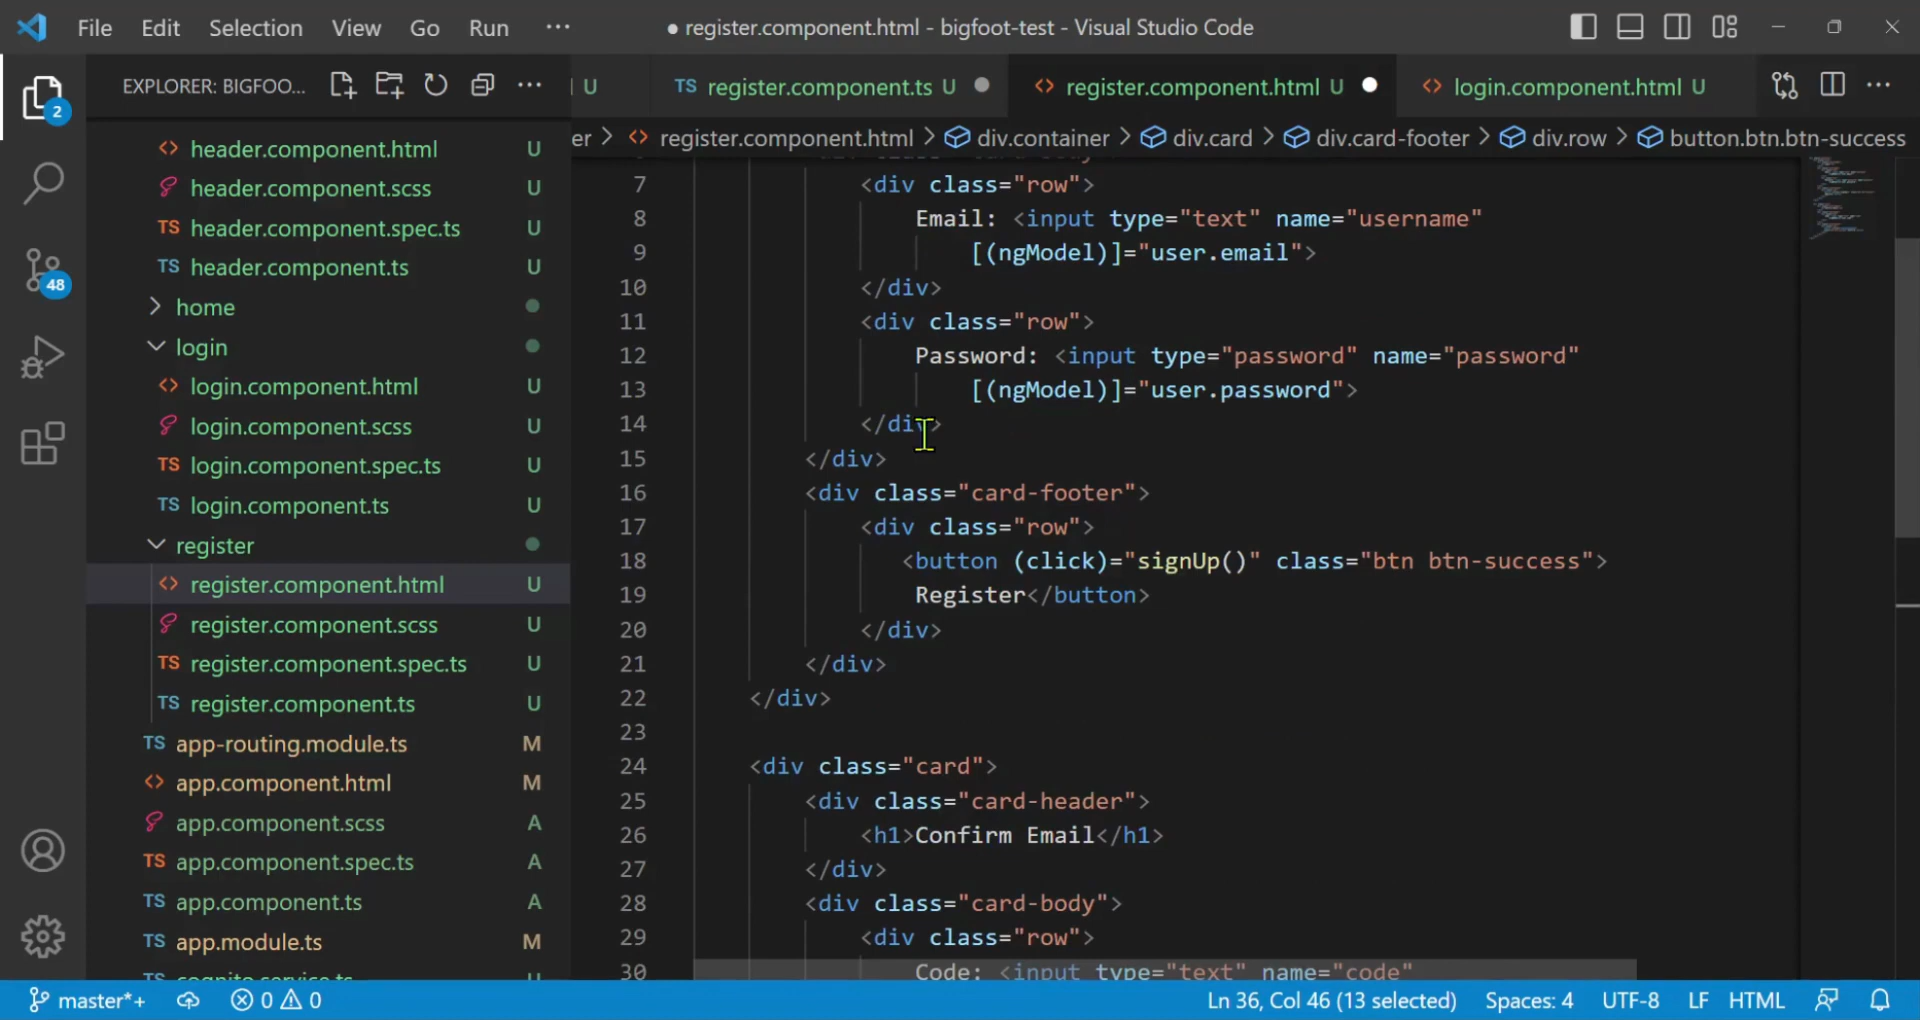 File Edit Selection View Go Run ···
● register.component.html - bigfoot-test - Visual Studio Code
EXPLORER: BIGFOO... ···
U
TS register.component.ts U ●
<> register.component.html U ●
<> login.component.html U
···
er > <> register.component.html > div.container > div.card > div.card-footer > div.row > button.btn.btn-success
2
48
<> header.component.html U
header.component.scss U
TS header.component.spec.ts U
TS header.component.ts U
> home
login
<> login.component.html U
login.component.scss U
TS login.component.spec.ts U
TS login.component.ts U
register
<> register.component.html U
register.component.scss U
TS register.component.spec.ts U
TS register.component.ts U
TS app-routing.module.ts M
<> app.component.html M
app.component.scss A
TS app.component.spec.ts A
TS app.component.ts A
TS app.module.ts M
TS cognito.service.ts U
7 <div class="row">
8 Email: <input type="text" name="username"
9 [(ngModel)]="user.email">
10 </div>
11 <div class="row">
12 Password: <input type="password" name="password"
13 [(ngModel)]="user.password">
14 </div>
15 </div>
16 <div class="card-footer">
17 <div class="row">
18 <button (click)="signUp()" class="btn btn-success">
19 Register</button>
20 </div>
21 </div>
22 </div>
23
24 <div class="card">
25 <div class="card-header">
26 <h1>Confirm Email</h1>
27 </div>
28 <div class="card-body">
29 <div class="row">
30 Code: <input type="text" name="code"
master*+ 0 0 Ln 36, Col 46 (13 selected) Spaces: 4 UTF-8 LF HTML